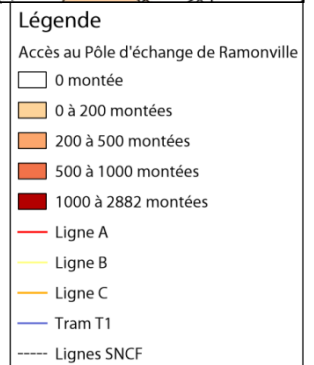 Légende
Accès au Pôle d'échange de Ramonville
0 montée
0 à 200 montées
200 à 500 montées
500 à 1000 montées
1000 à 2882 montées
Ligne A
Ligne B
Ligne C
Tram T1
Lignes SNCF